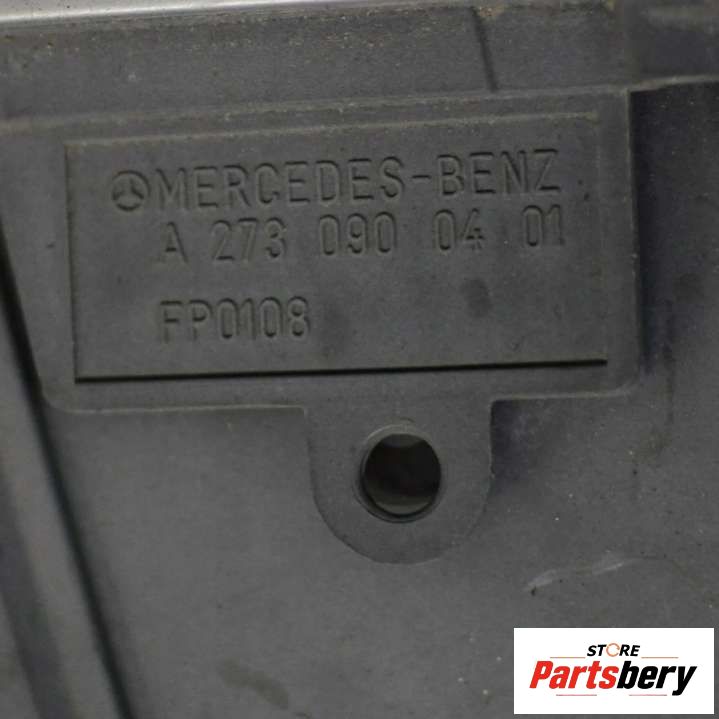 MERCEDES-BENZ
A 273 090 04 01
FP0108
STORE
Partsbery